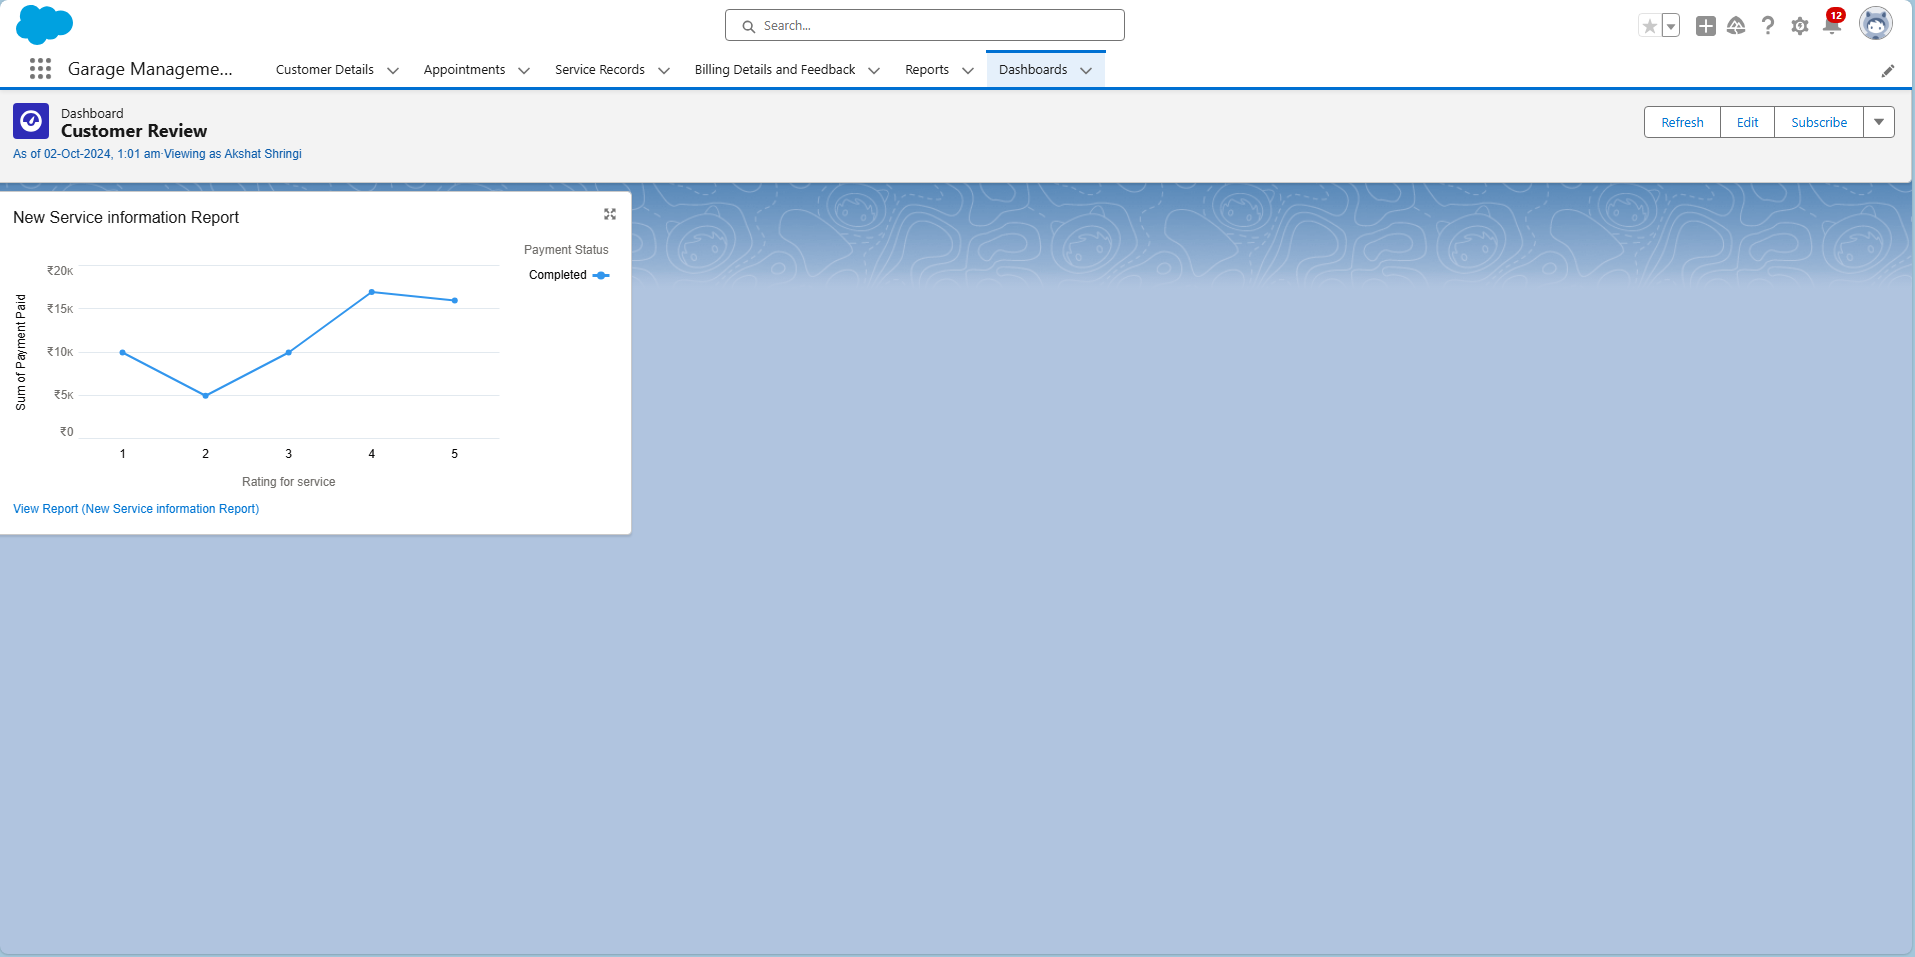 Search...
12
Garage Manageme...
Customer Details
Appointments
Service Records
Billing Details and Feedback
Reports
Dashboards
Dashboard
Customer Review
As of 02-Oct-2024, 1:01 am·Viewing as Akshat Shringi
Refresh
Edit
Subscribe
New Service information Report
Payment Status
Completed
Sum of Payment Paid
₹20K
₹15K
₹10K
₹5K
₹0
1 2 3 4 5
Rating for service
View Report (New Service information Report)